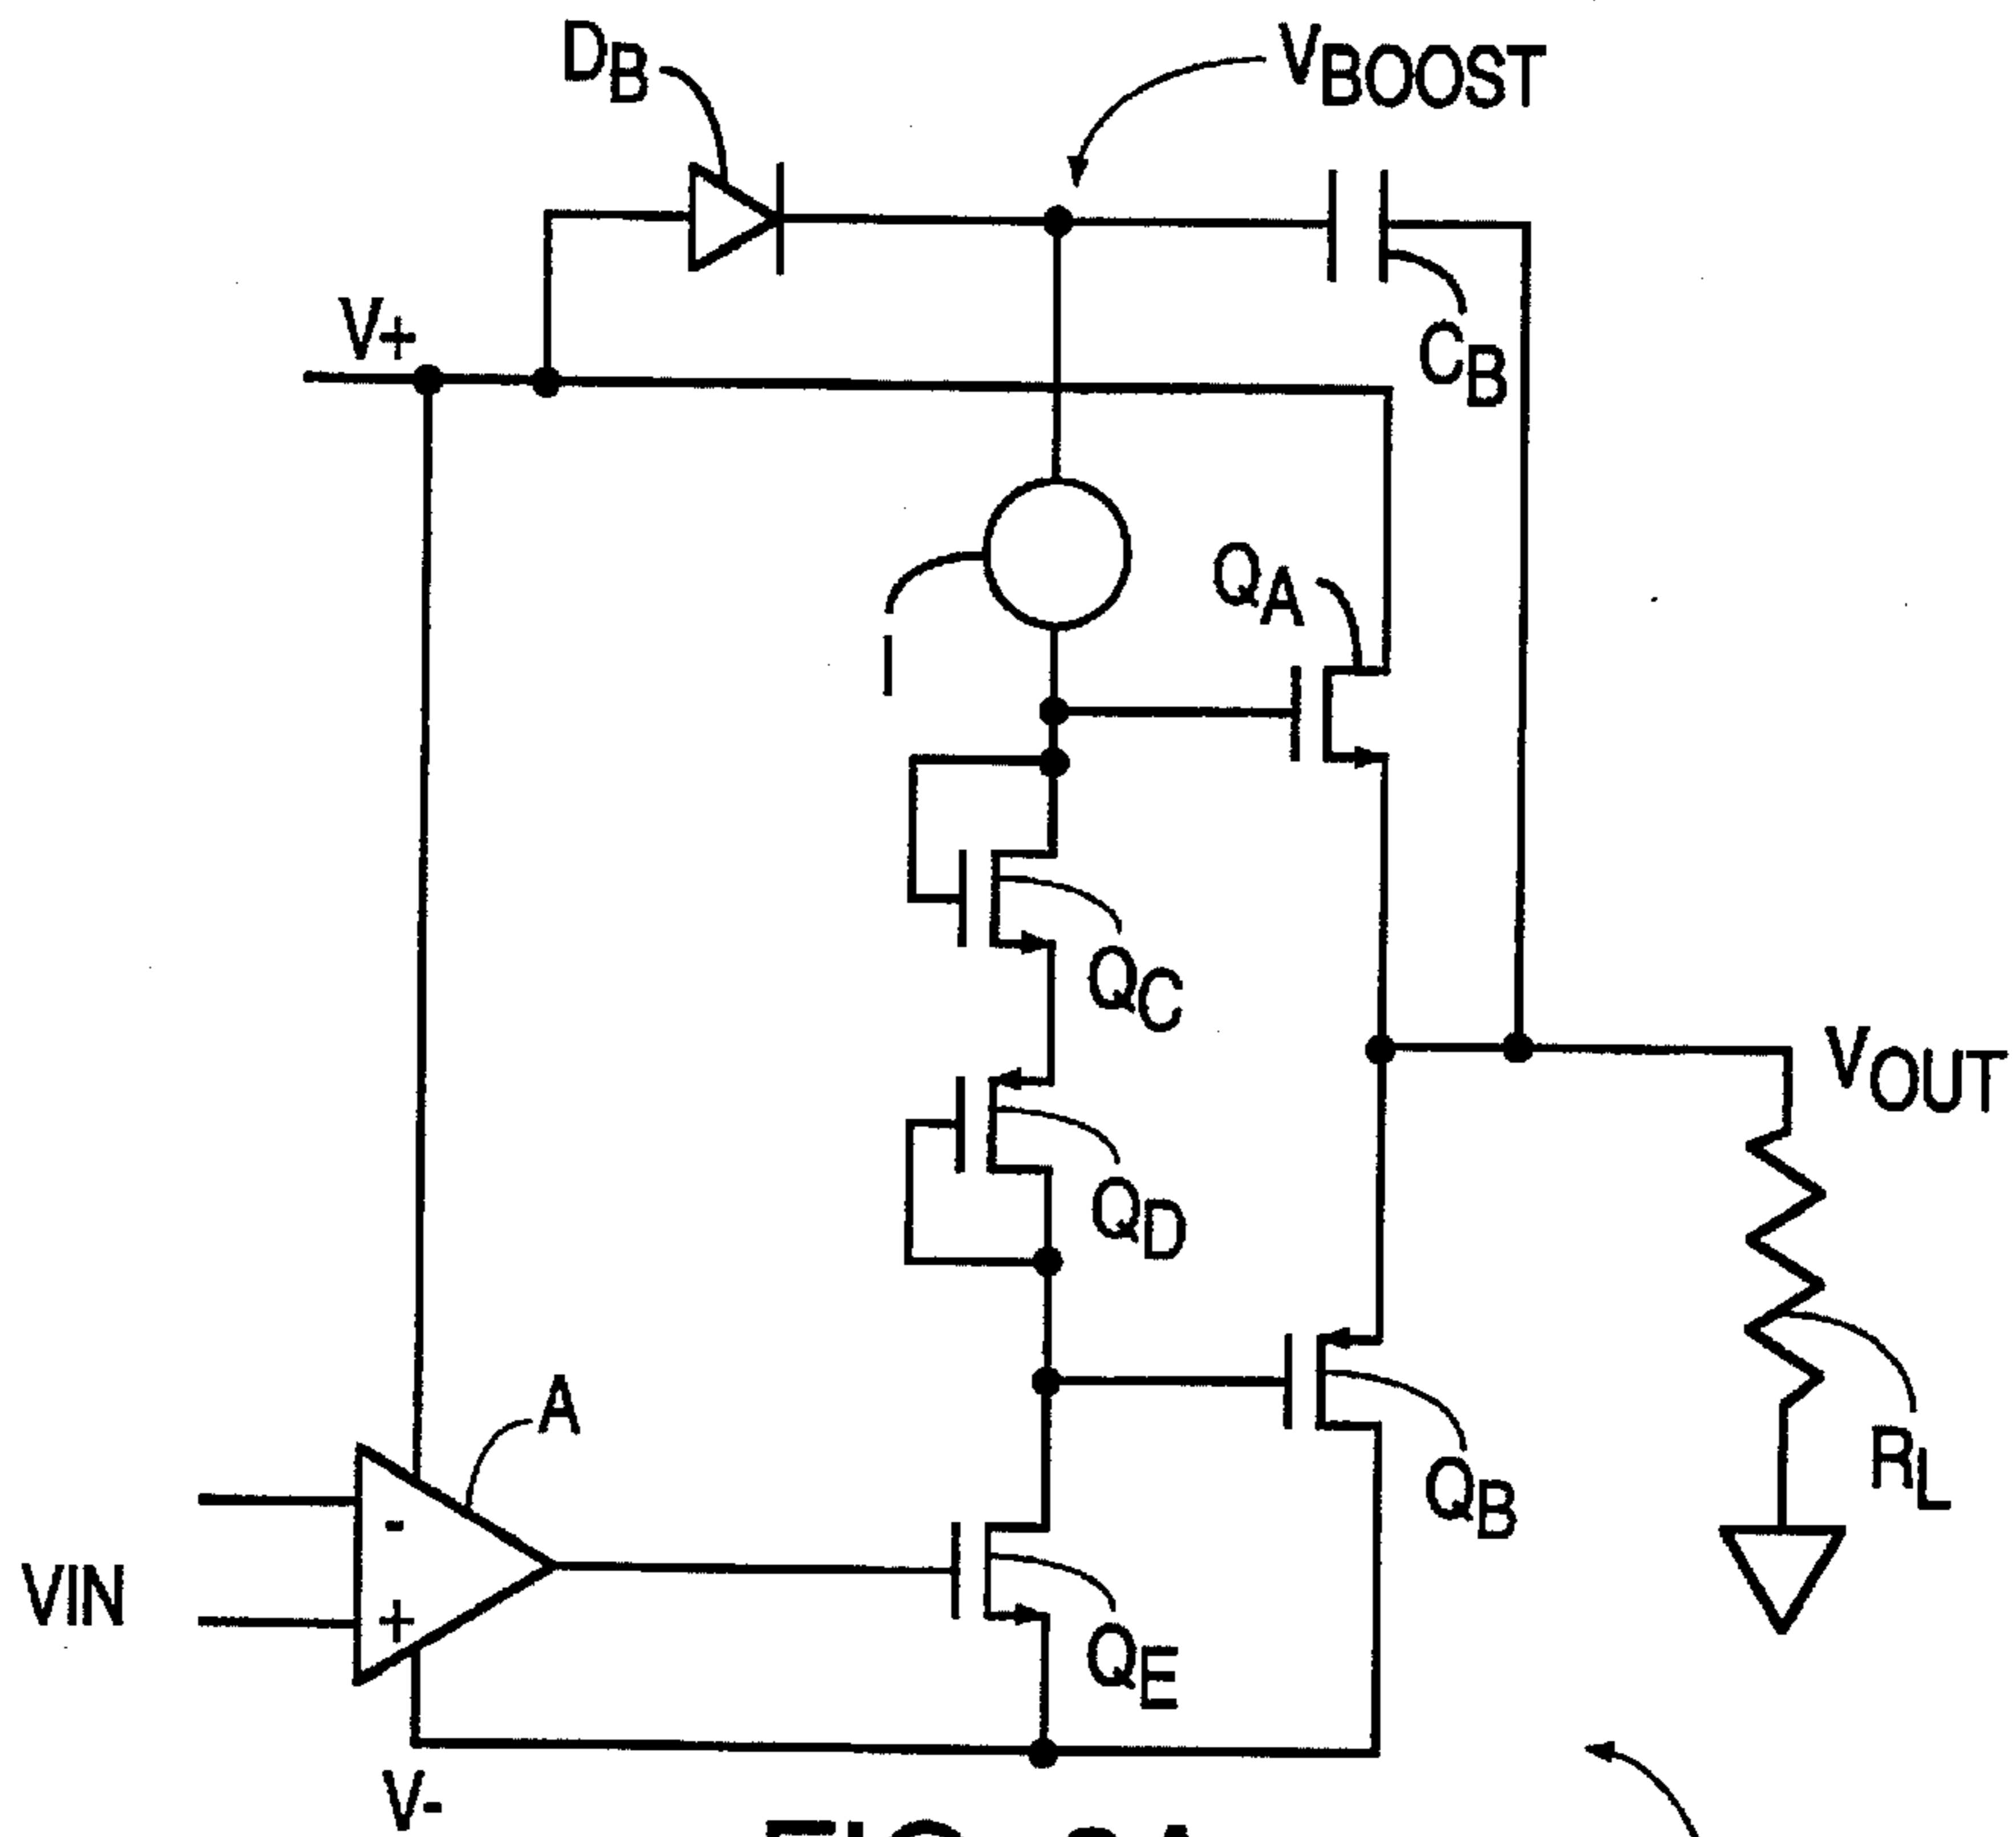 DB
VBOOST
V+
CB
QA
I
QC
VOUT
QD
A
RL
QB
-
VIN
+
QE
V-